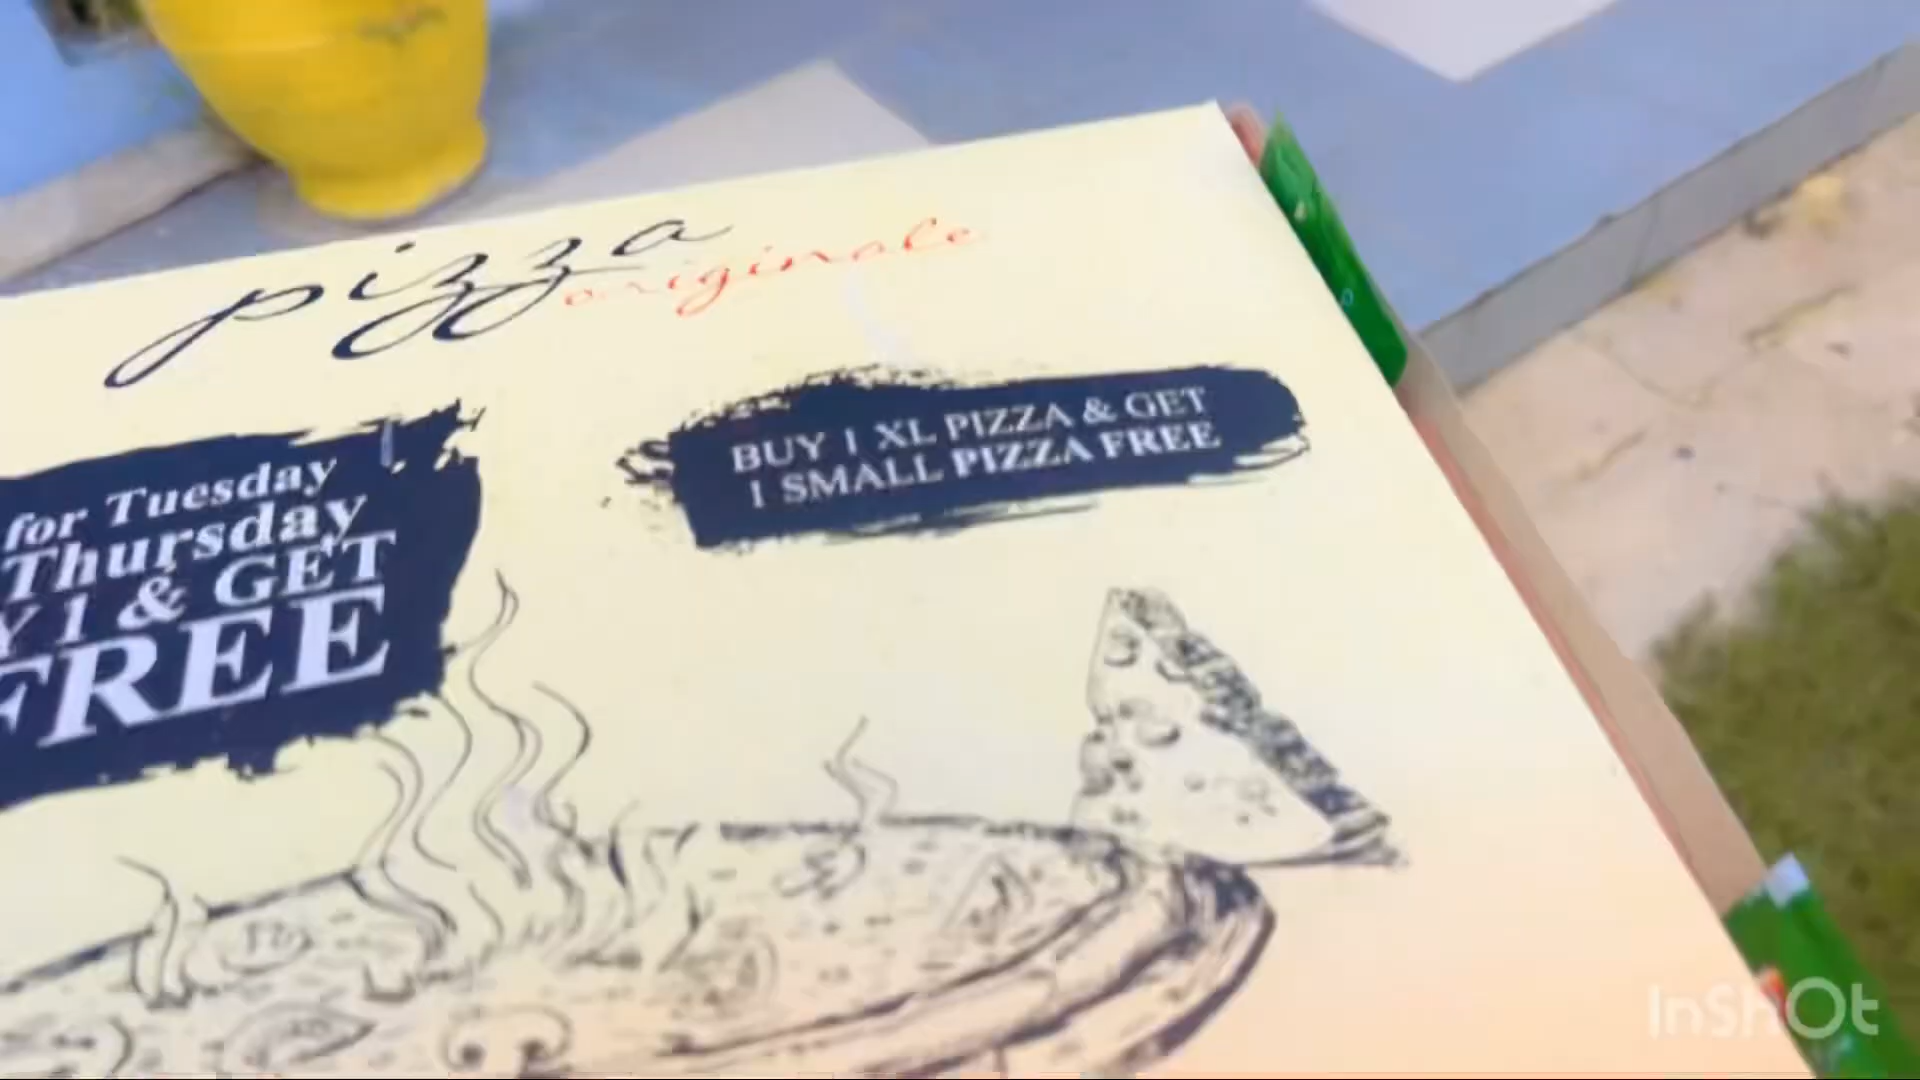 pizza
originale
for Tuesday
Thursday
Y 1 & GET
FREE
BUY 1 XL PIZZA & GET
1 SMALL PIZZA FREE
InShOt